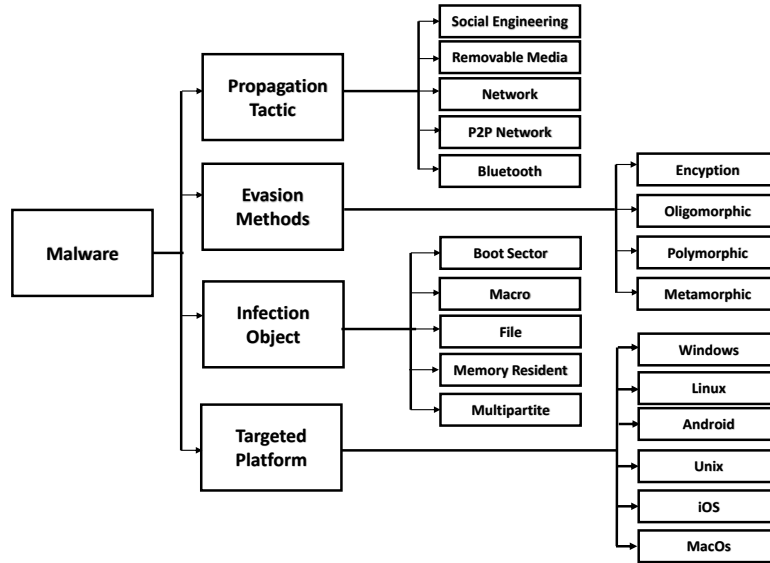 Malware
Propagation
Tactic
Social Engineering
Removable Media
Network
P2P Network
Bluetooth
Evasion
Methods
Encyption
Oligomorphic
Polymorphic
Metamorphic
Infection
Object
Boot Sector
Macro
File
Memory Resident
Multipartite
Targeted
Platform
Windows
Linux
Android
Unix
iOS
MacOs